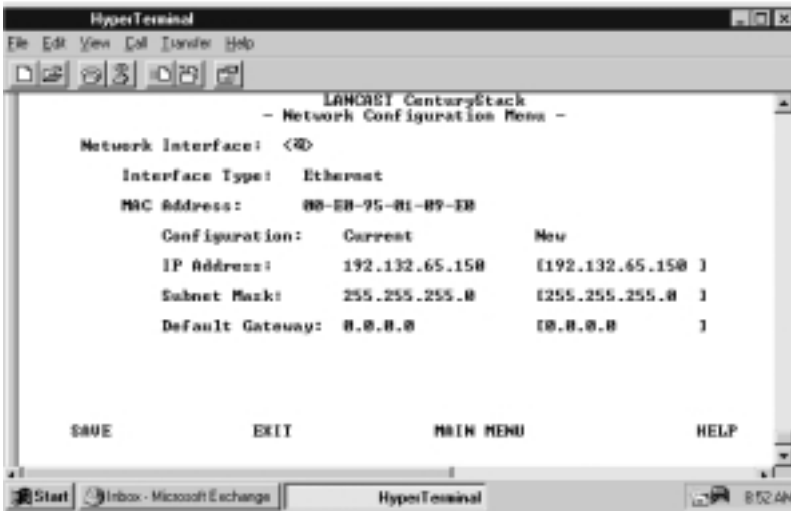 HyperTerminal
File Edit View Call Transfer Help
LANCAST CenturyStack
- Network Configuration Menu -
Network Interface:
Interface Type: Ethernet
MAC Address: 00-E0-95-01-09-E0
Configuration: Current New
IP Address: 192.132.65.150 [192.132.65.150 ]
Subnet Mask: 255.255.255.0 [255.255.255.0 ]
Default Gateway: 0.0.0.0 [0.0.0.0 ]
SAVE EXIT MAIN MENU HELP
Start Inbox - Microsoft Exchange HyperTerminal 8:52 AM